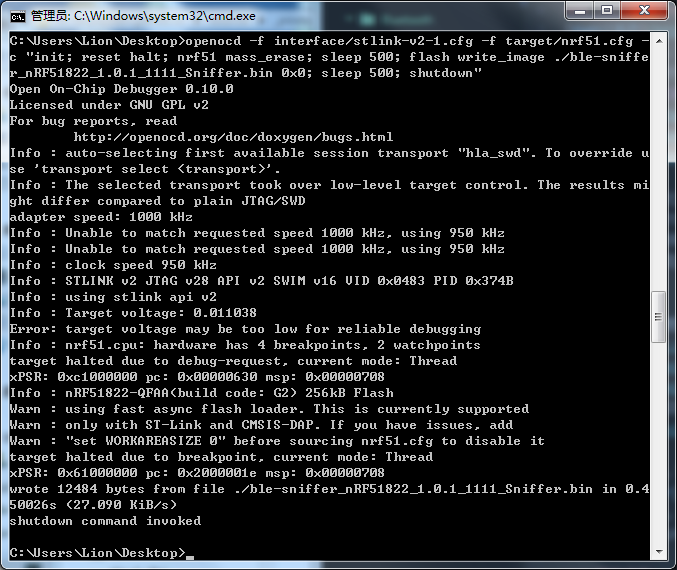 管理员: C:\Windows\system32\cmd.exe
C:\Users\Lion\Desktop>openocd -f interface/stlink-v2-1.cfg -f target/nrf51.cfg -
c "init; reset halt; nrf51 mass_erase; sleep 500; flash write_image ./ble-sniffe
r_nRF51822_1.0.1_1111_Sniffer.bin 0x0; sleep 500; shutdown"
Open On-Chip Debugger 0.10.0
Licensed under GNU GPL v2
For bug reports, read
        http://openocd.org/doc/doxygen/bugs.html
Info : auto-selecting first available session transport "hla_swd". To override u
se 'transport select <transport>'.
Info : The selected transport took over low-level target control. The results mi
ght differ compared to plain JTAG/SWD
adapter speed: 1000 kHz
Info : Unable to match requested speed 1000 kHz, using 950 kHz
Info : Unable to match requested speed 1000 kHz, using 950 kHz
Info : clock speed 950 kHz
Info : STLINK v2 JTAG v28 API v2 SWIM v16 VID 0x0483 PID 0x374B
Info : using stlink api v2
Info : Target voltage: 0.011038
Error: target voltage may be too low for reliable debugging
Info : nrf51.cpu: hardware has 4 breakpoints, 2 watchpoints
target halted due to debug-request, current mode: Thread
xPSR: 0xc1000000 pc: 0x00000630 msp: 0x00000708
Info : nRF51822-QFAA(build code: G2) 256kB Flash
Warn : using fast async flash loader. This is currently supported
Warn : only with ST-Link and CMSIS-DAP. If you have issues, add
Warn : "set WORKAREASIZE 0" before sourcing nrf51.cfg to disable it
target halted due to breakpoint, current mode: Thread
xPSR: 0x61000000 pc: 0x2000001e msp: 0x00000708
wrote 12484 bytes from file ./ble-sniffer_nRF51822_1.0.1_1111_Sniffer.bin in 0.4
50026s (27.090 KiB/s)
shutdown command invoked
C:\Users\Lion\Desktop>_